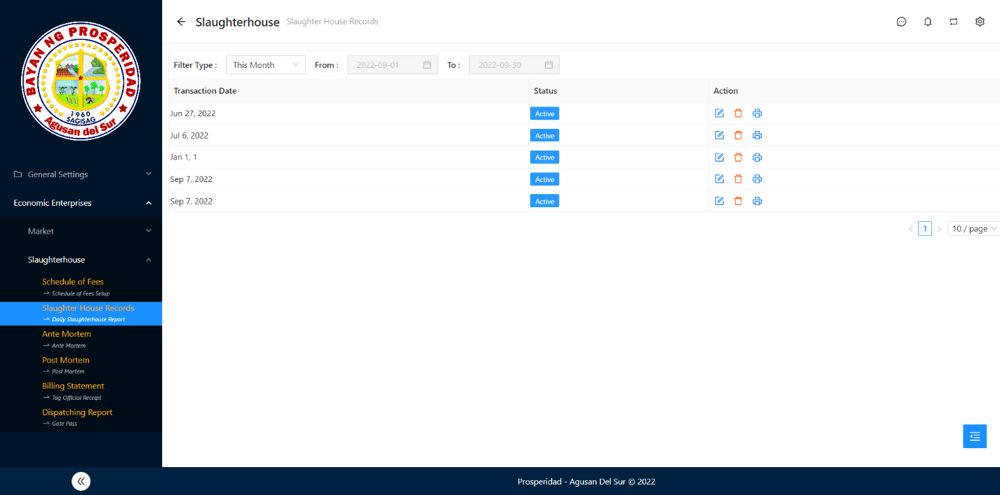 BAYAN NG PROSPERIDAD
1960
SAGISAG
Agusan del Sur
General Settings
Economic Enterprises
Market
Slaughterhouse
Schedule of Fees
Schedule of Fees Setup
Slaughter House Records
Daily Slaughterhouse Report
Ante Mortem
Ante Mortem
Post Mortem
Post Mortem
Billing Statement
Tag Official Receipt
Dispatching Report
Gate Pass
Slaughterhouse Slaughter House Records
Filter Type : This Month From : 2022-09-01 To : 2022-09-30
Transaction Date Status Action
Jun 27, 2022 Active
Jul 6, 2022 Active
Jan 1, 1 Active
Sep 7, 2022 Active
Sep 7, 2022 Active
< 1 > 10 / page
Prosperidad - Agusan Del Sur © 2022